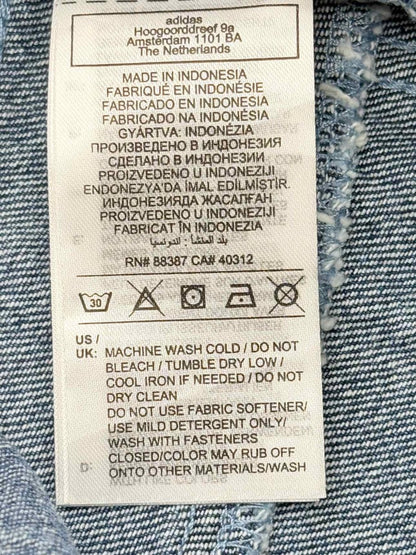 adidas
Hoogoorddreef 9a
Amsterdam 1101 BA
The Netherlands
MADE IN INDONESIA
FABRIQUÉ EN INDONÉSIE
FABRICADO EN INDONESIA
FABRICADO NA INDONÉSIA
GYÁRTVA: INDONÉZIA
ПРОИЗВЕДЕНО В ИНДОНЕЗИЯ
СДЕЛАНО В ИНДОНЕЗИИ
PROIZVEDENO U INDONEZIJI
ENDONEZYA'DA İMAL EDİLMİŞTİR.
ИНДОНЕЗИЯДА ЖАСАЛҒАН
PROIZVEDENO U INDONEZIJI
FABRICAT ÎN INDONEZIA
بلد المنشأ : اندونسيا
RN# 88387 CA# 40312
30
US /
UK: MACHINE WASH COLD / DO NOT
BLEACH / TUMBLE DRY LOW /
COOL IRON IF NEEDED / DO NOT
DRY CLEAN
DO NOT USE FABRIC SOFTENER/
USE MILD DETERGENT ONLY/
WASH WITH FASTENERS
CLOSED/COLOR MAY RUB OFF
ONTO OTHER MATERIALS/WASH